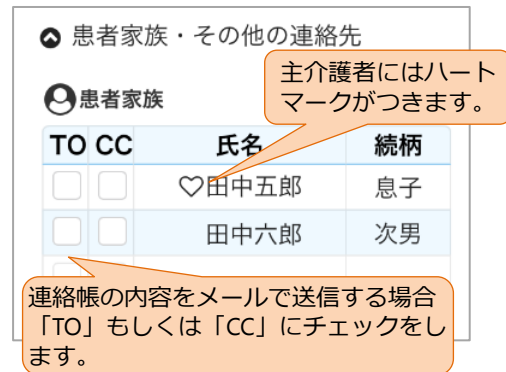 患者家族・その他の連絡先
主介護者にはハート
マークがつきます。
患者家族
TO CC 氏名 続柄
♡田中五郎 息子
田中六郎 次男
連絡帳の内容をメールで送信する場合
「TO」もしくは「CC」にチェックをし
ます。